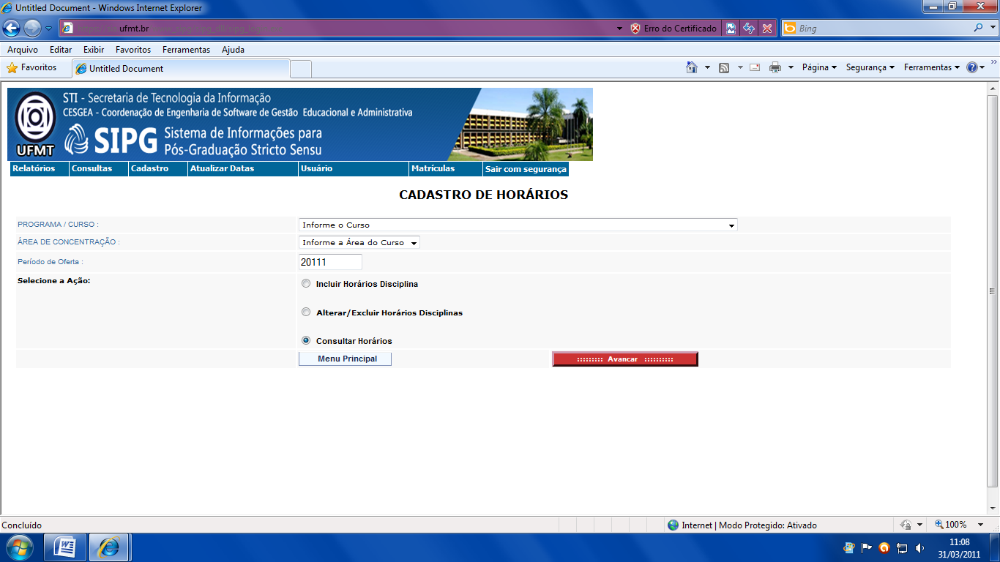 Untitled Document - Windows Internet Explorer
ufmt.br
Erro do Certificado
Bing
Arquivo Editar Exibir Favoritos Ferramentas Ajuda
Favoritos Untitled Document Página Segurança Ferramentas
STI - Secretaria de Tecnologia da Informação
CESGEA - Coordenação de Engenharia de Software de Gestão Educacional e Administrativa
UFMT
SIPG
Sistema de Informações para
Pós-Graduação Stricto Sensu
Relatórios Consultas Cadastro Atualizar Datas Usuário Matrículas Sair com segurança
CADASTRO DE HORÁRIOS
PROGRAMA / CURSO : Informe o Curso
ÁREA DE CONCENTRAÇÃO : Informe a Área do Curso
Período de Oferta : 20111
Selecione a Ação: Incluir Horários Disciplina
Alterar/Excluir Horários Disciplinas
Consultar Horários
Menu Principal ::::::::: Avancar ::::::::::
Concluído Internet | Modo Protegido: Ativado 100%
11:08
31/03/2011